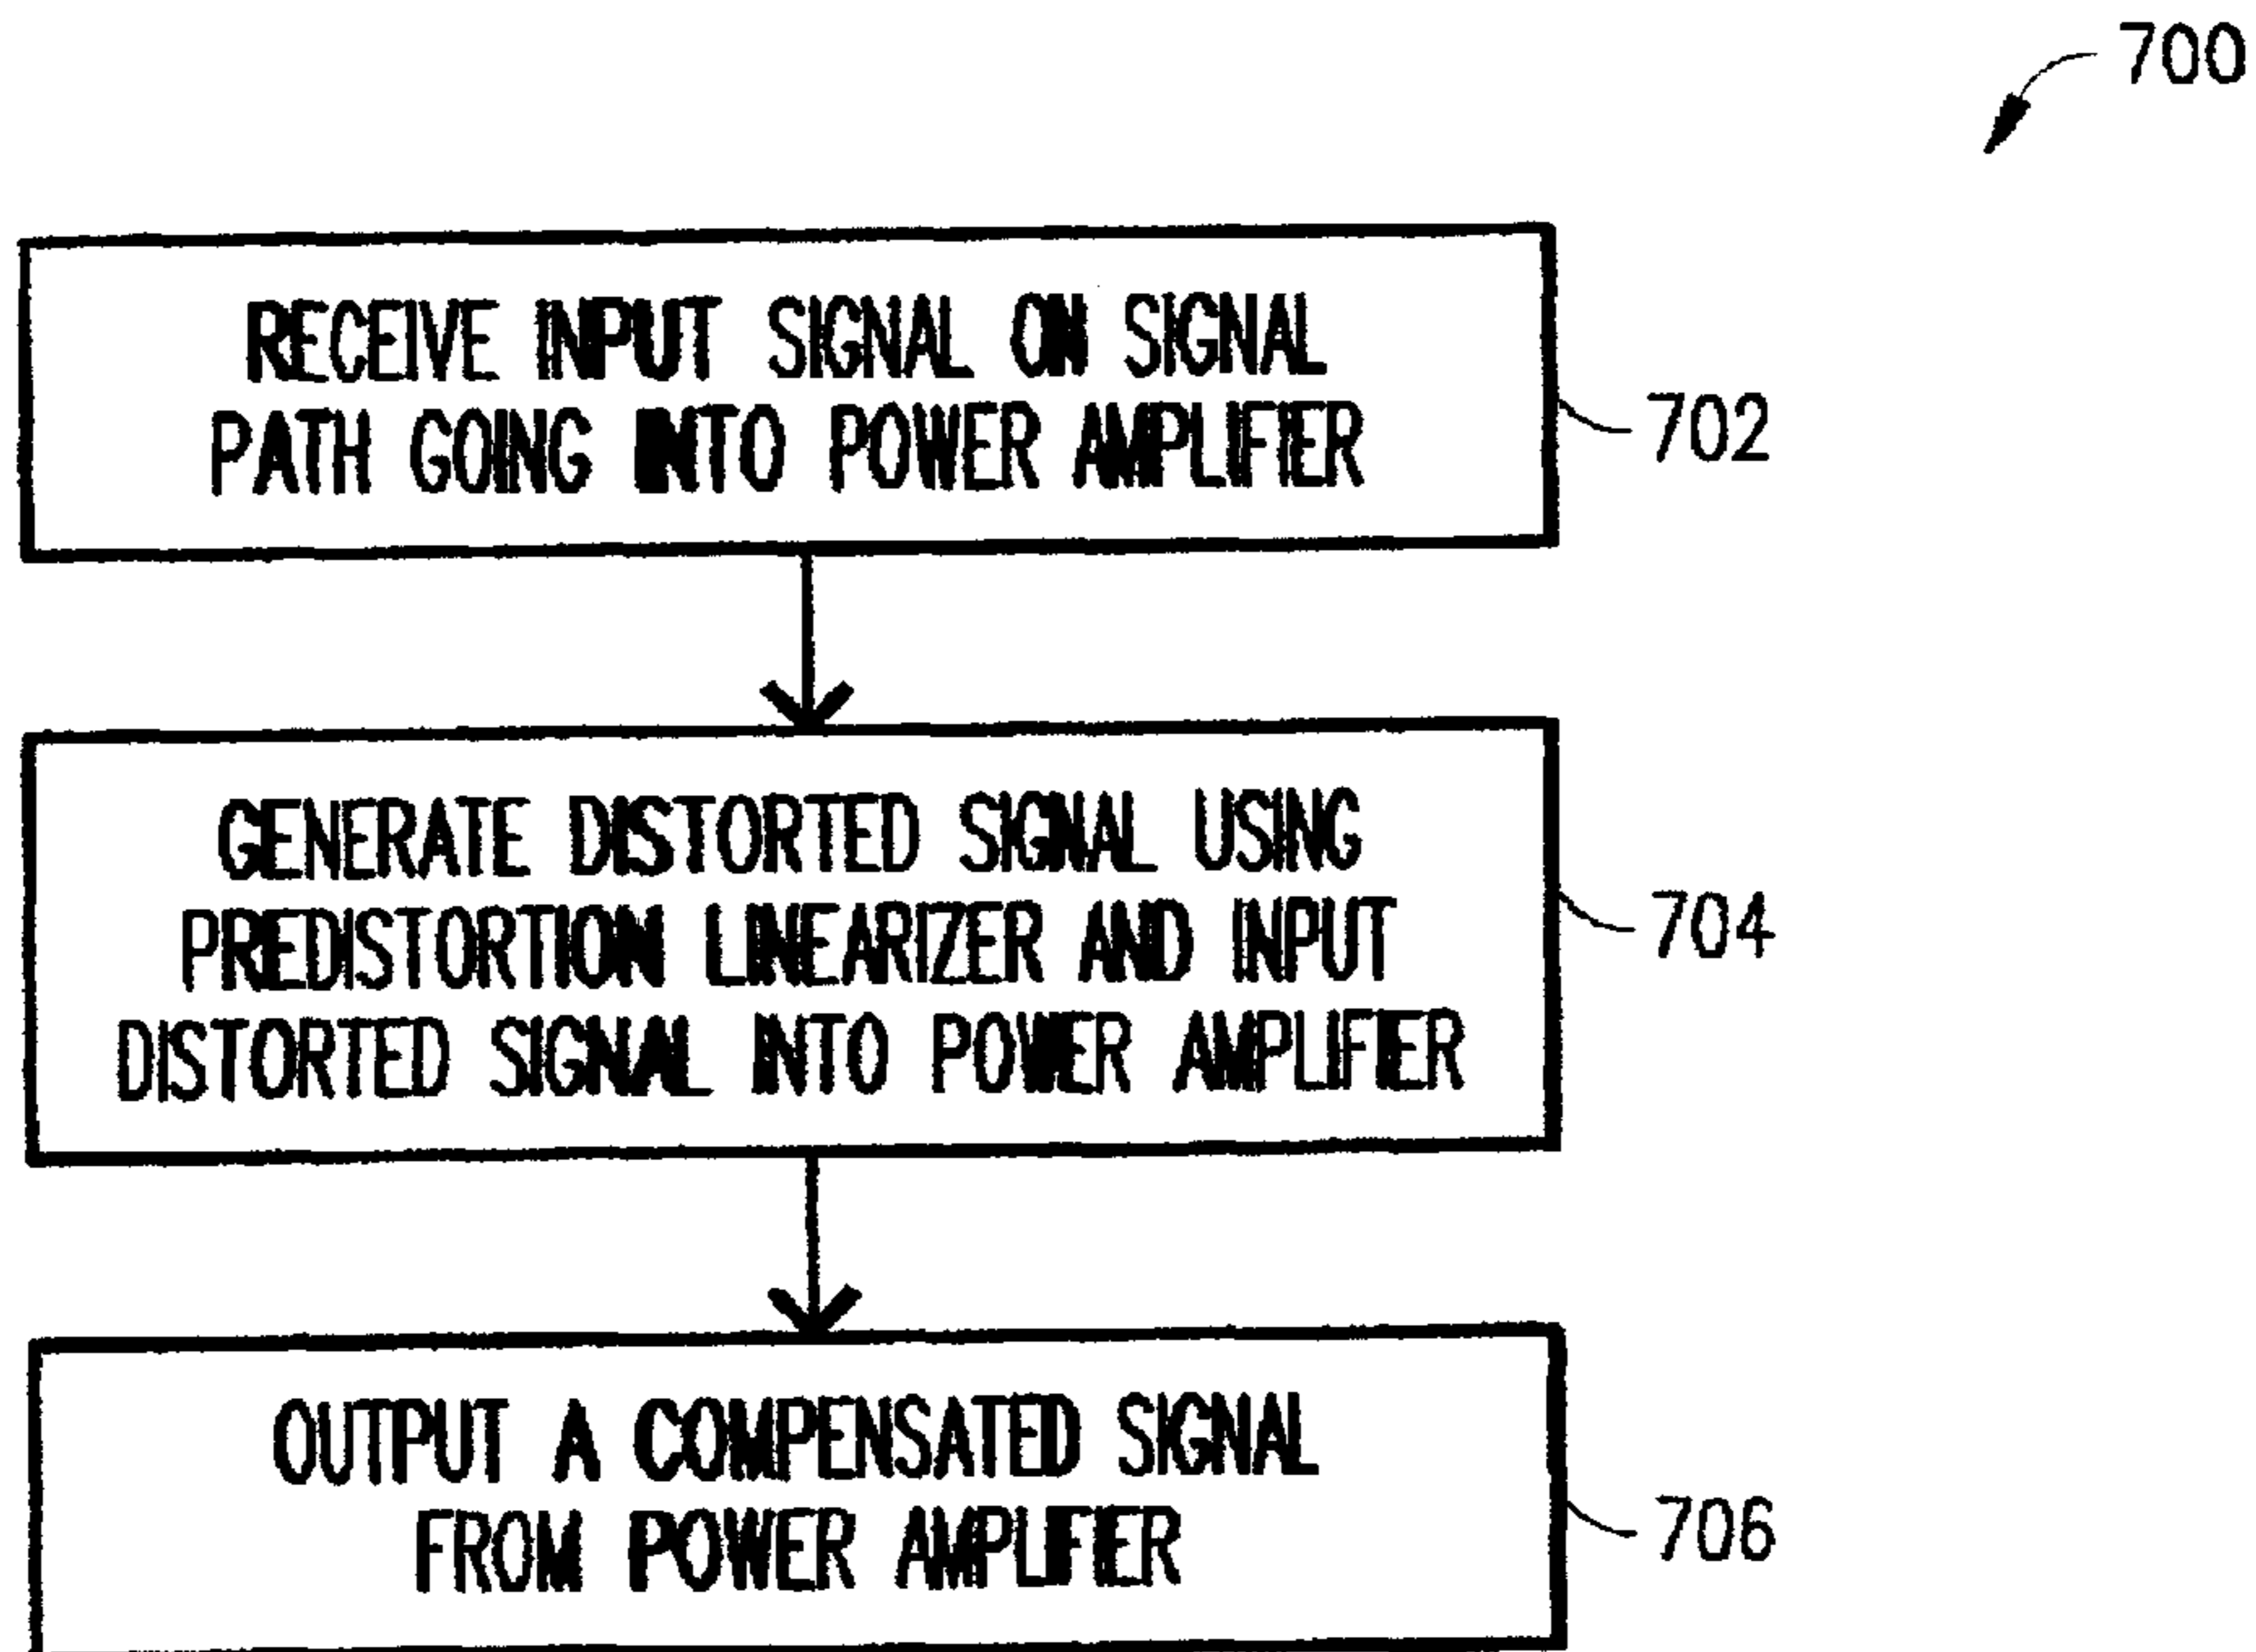 700
RECEIVE INPUT SIGNAL ON SIGNAL
PATH GOING INTO POWER AMPLIFIER
702
GENERATE DISTORTED SIGNAL USING
PREDISTORTION LINEARIZER AND INPUT
DISTORTED SIGNAL INTO POWER AMPLIFIER
704
OUTPUT A COMPENSATED SIGNAL
FROM POWER AMPLIFIER
706